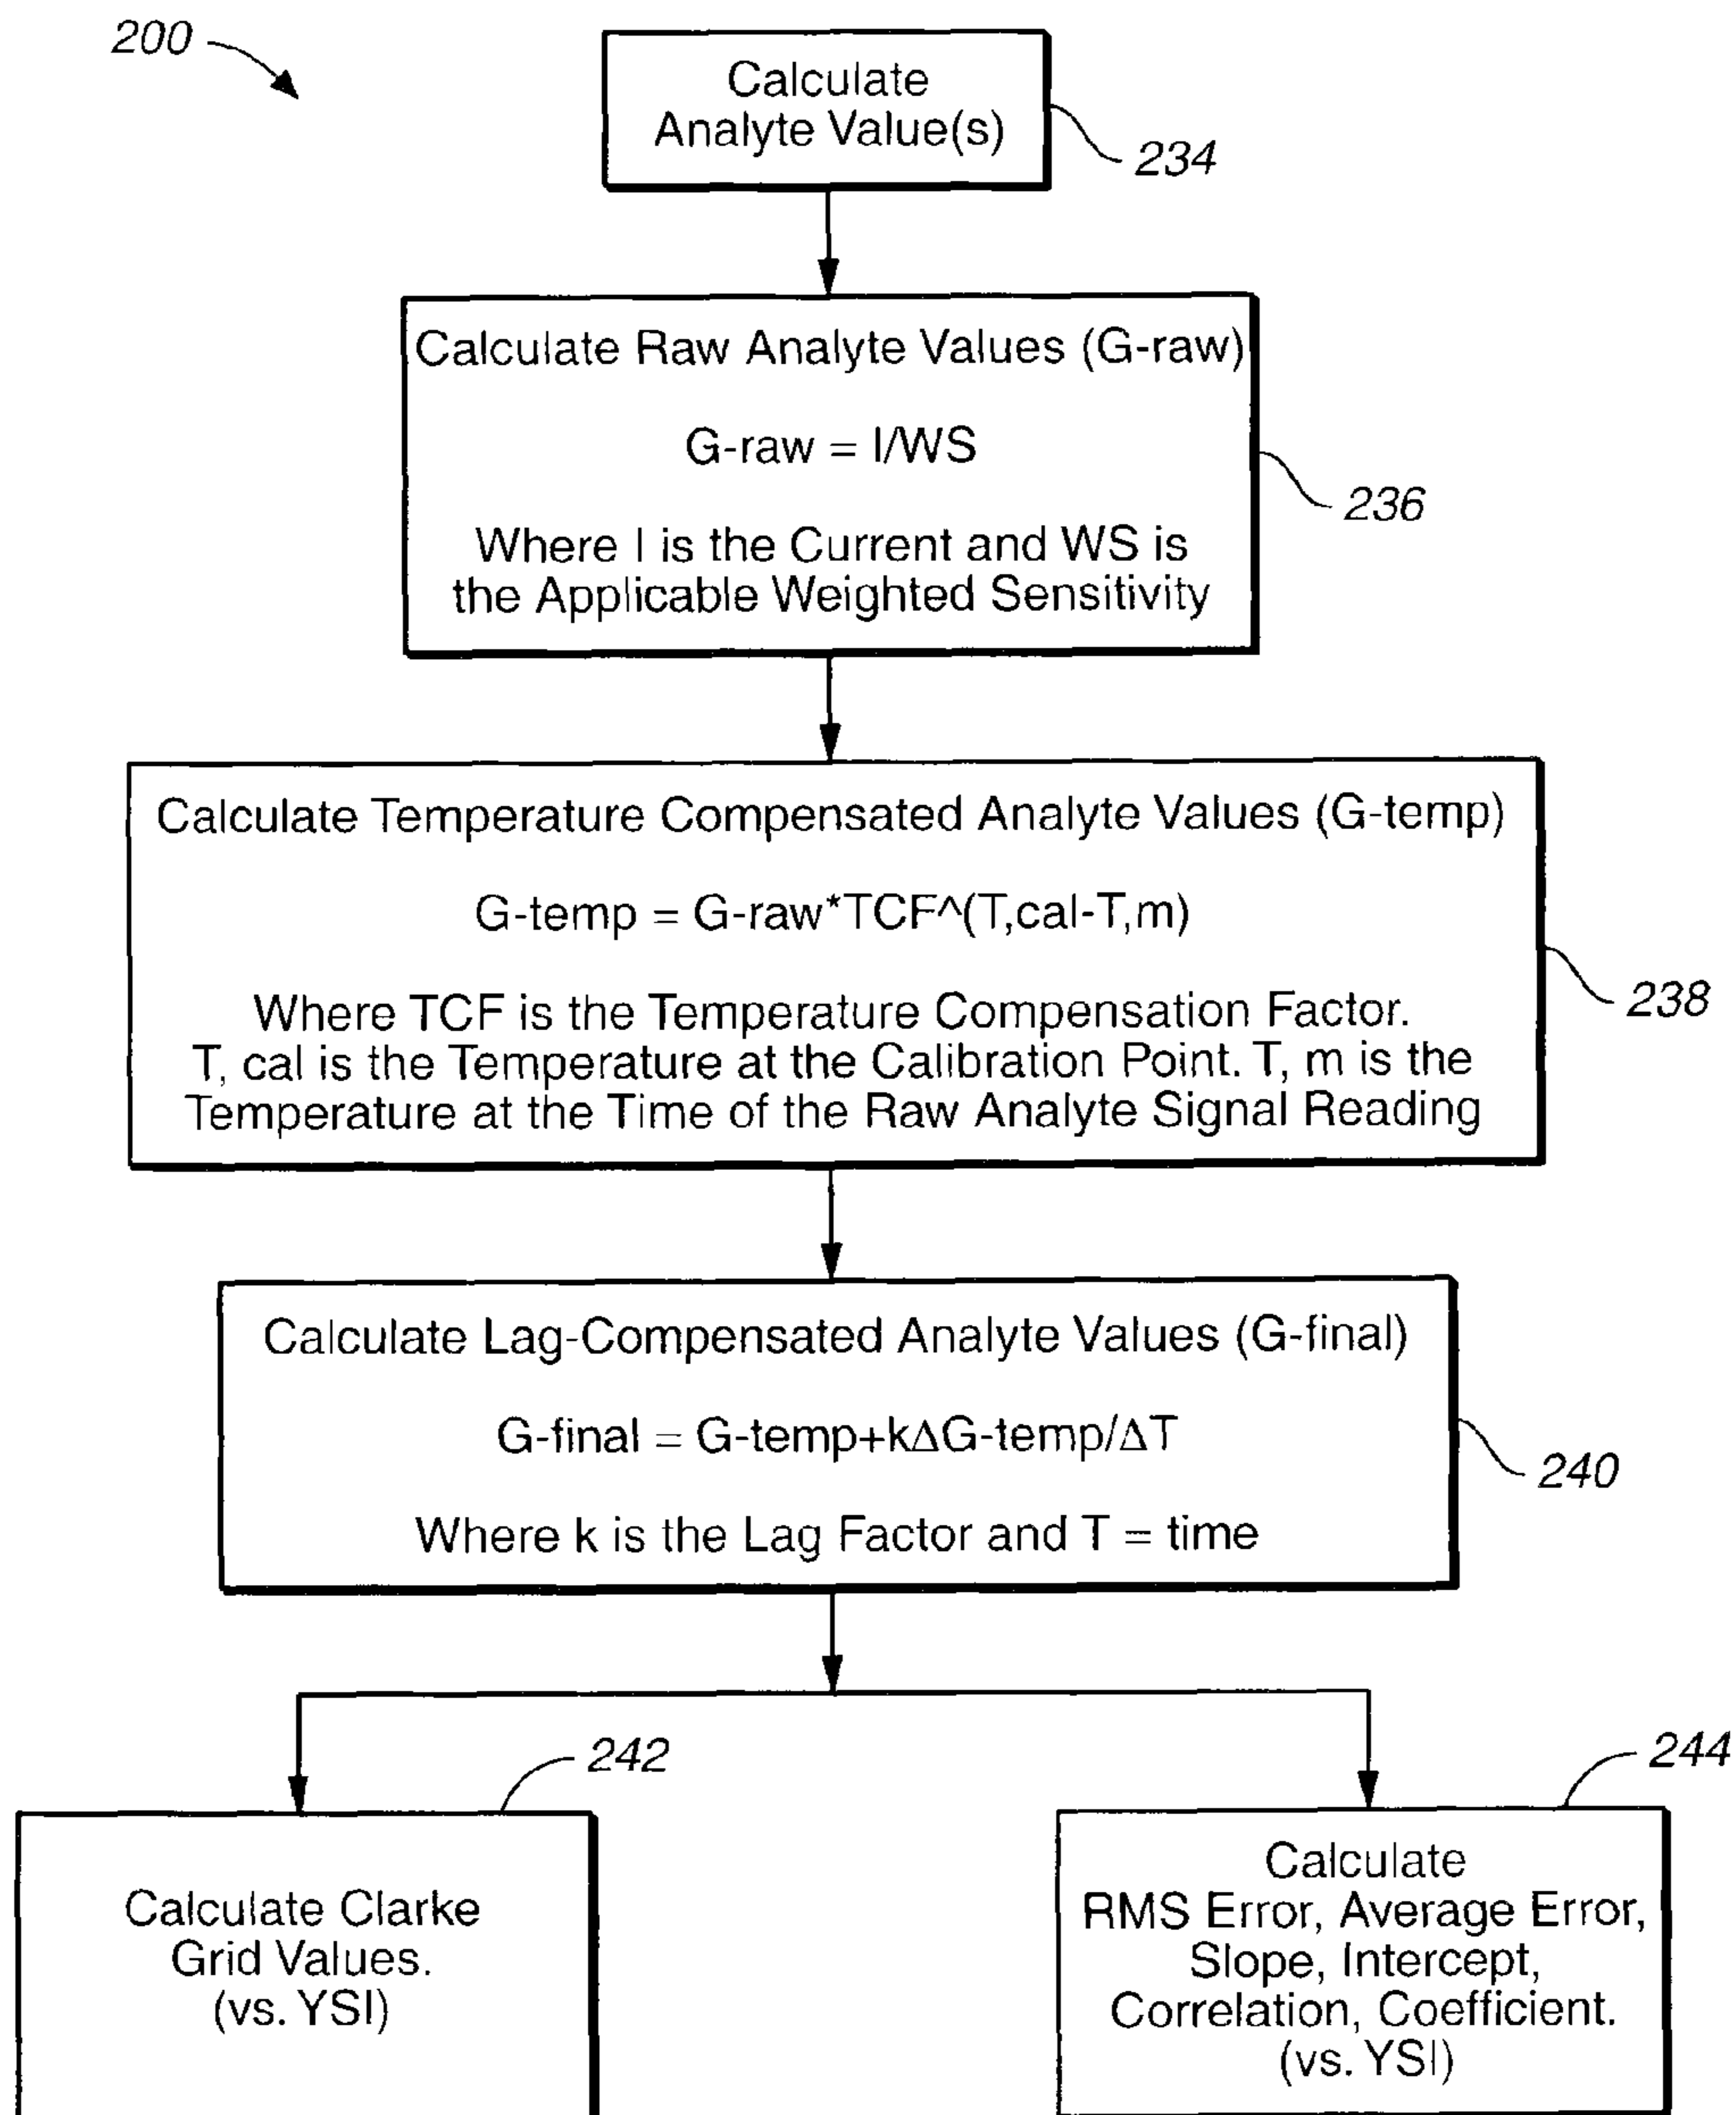 200
Calculate
Analyte Value(s)
234
Calculate Raw Analyte Values (G-raw)
G-raw = I/WS
Where I is the Current and WS is
the Applicable Weighted Sensitivity
236
Calculate Temperature Compensated Analyte Values (G-temp)
G-temp = G-raw*TCF^(T,cal-T,m)
Where TCF is the Temperature Compensation Factor.
T, cal is the Temperature at the Calibration Point. T, m is the
Temperature at the Time of the Raw Analyte Signal Reading
238
Calculate Lag-Compensated Analyte Values (G-final)
G-final = G-temp+kΔG-temp/ΔT
Where k is the Lag Factor and T = time
240
242
Calculate Clarke
Grid Values.
(vs. YSI)
244
Calculate
RMS Error, Average Error,
Slope, Intercept,
Correlation, Coefficient.
(vs. YSI)